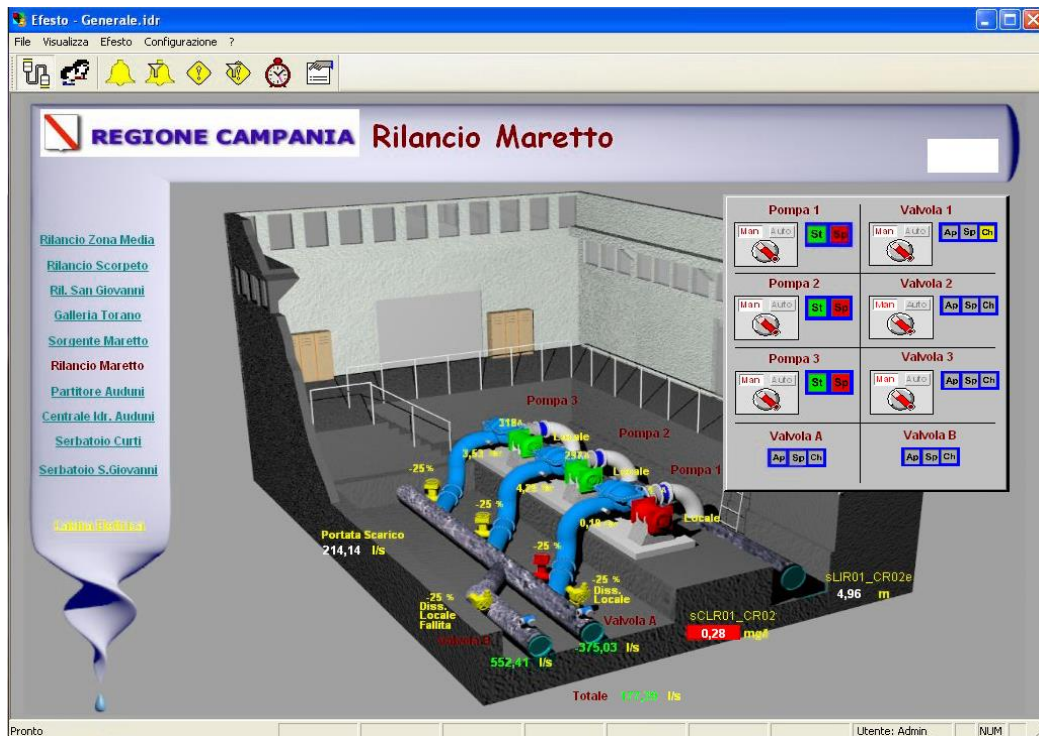 Efesto - Generale.idr
File Visualizza Efesto Configurazione ?
REGIONE CAMPANIA
Rilancio Maretto
Rilancio Zona Media
Rilancio Scorpeto
Ril. San Giovanni
Galleria Torano
Sorgente Maretto
Rilancio Maretto
Partitore Auduni
Centrale Idr. Auduni
Serbatoio Curti
Serbatoio S.Giovanni
Pompa 1
Man Auto
St Sp
Valvola 1
Man Auto
Ap Sp Ch
Pompa 2
Man Auto
St Sp
Valvola 2
Man Auto
Ap Sp Ch
Pompa 3
Man Auto
St Sp
Valvola 3
Man Auto
Ap Sp Ch
Valvola A
Ap Sp Ch
Valvola B
Ap Sp Ch
Pompa 3
Pompa 2
Pompa 1
Locale
Locale
Locale
-25 %
-25 %
-25 %
Portata Scarico
214,14 l/s
-25 %
Diss.
Locale
Fallita
-25 %
Diss.
Locale
Valvola A
552,41 l/s
-375,03 l/s
sLIR01_CR02e
4,96 m
sCLR01_CR02
0,28 mg/l
Totale l/s
Pronto
Utente: Admin
NUM